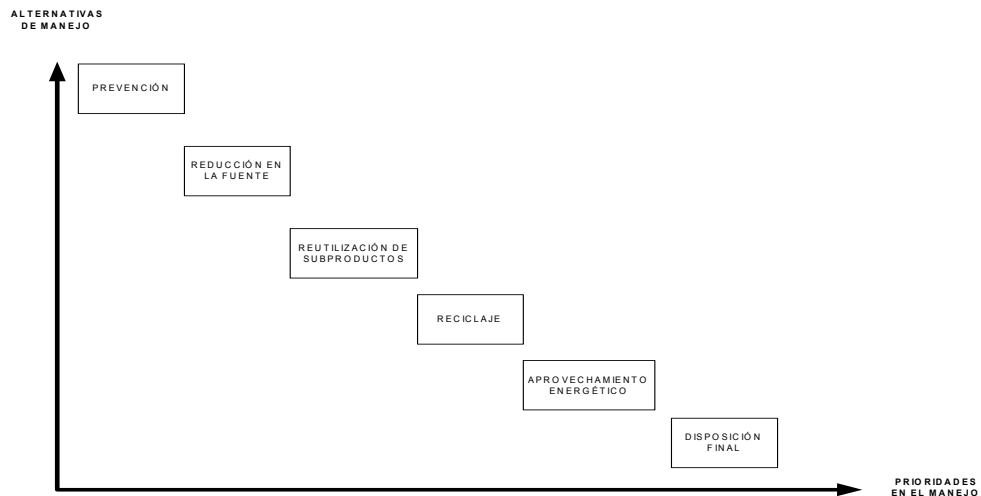 ALTERNATIVAS
DE MANEJO
PREVENCIÓN
REDUCCIÓN EN
LA FUENTE
REUTILIZACIÓN DE
SUBPRODUCTOS
RECICLAJE
APROVECHAMIENTO
ENERGÉTICO
DISPOSICIÓN
FINAL
PRIORIDADES
EN EL MANEJO